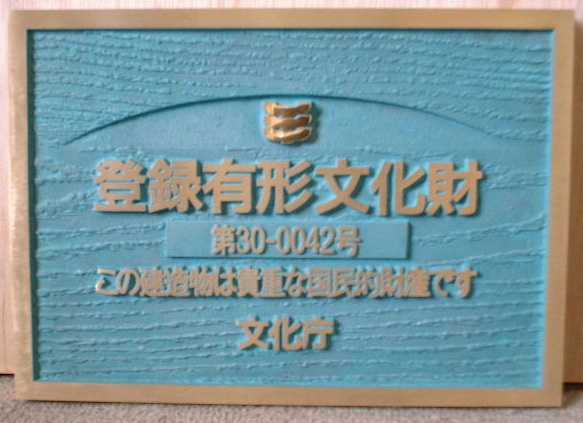 登録有形文化財
第30-0042号
この建造物は貴重な国民的財産です
文化庁